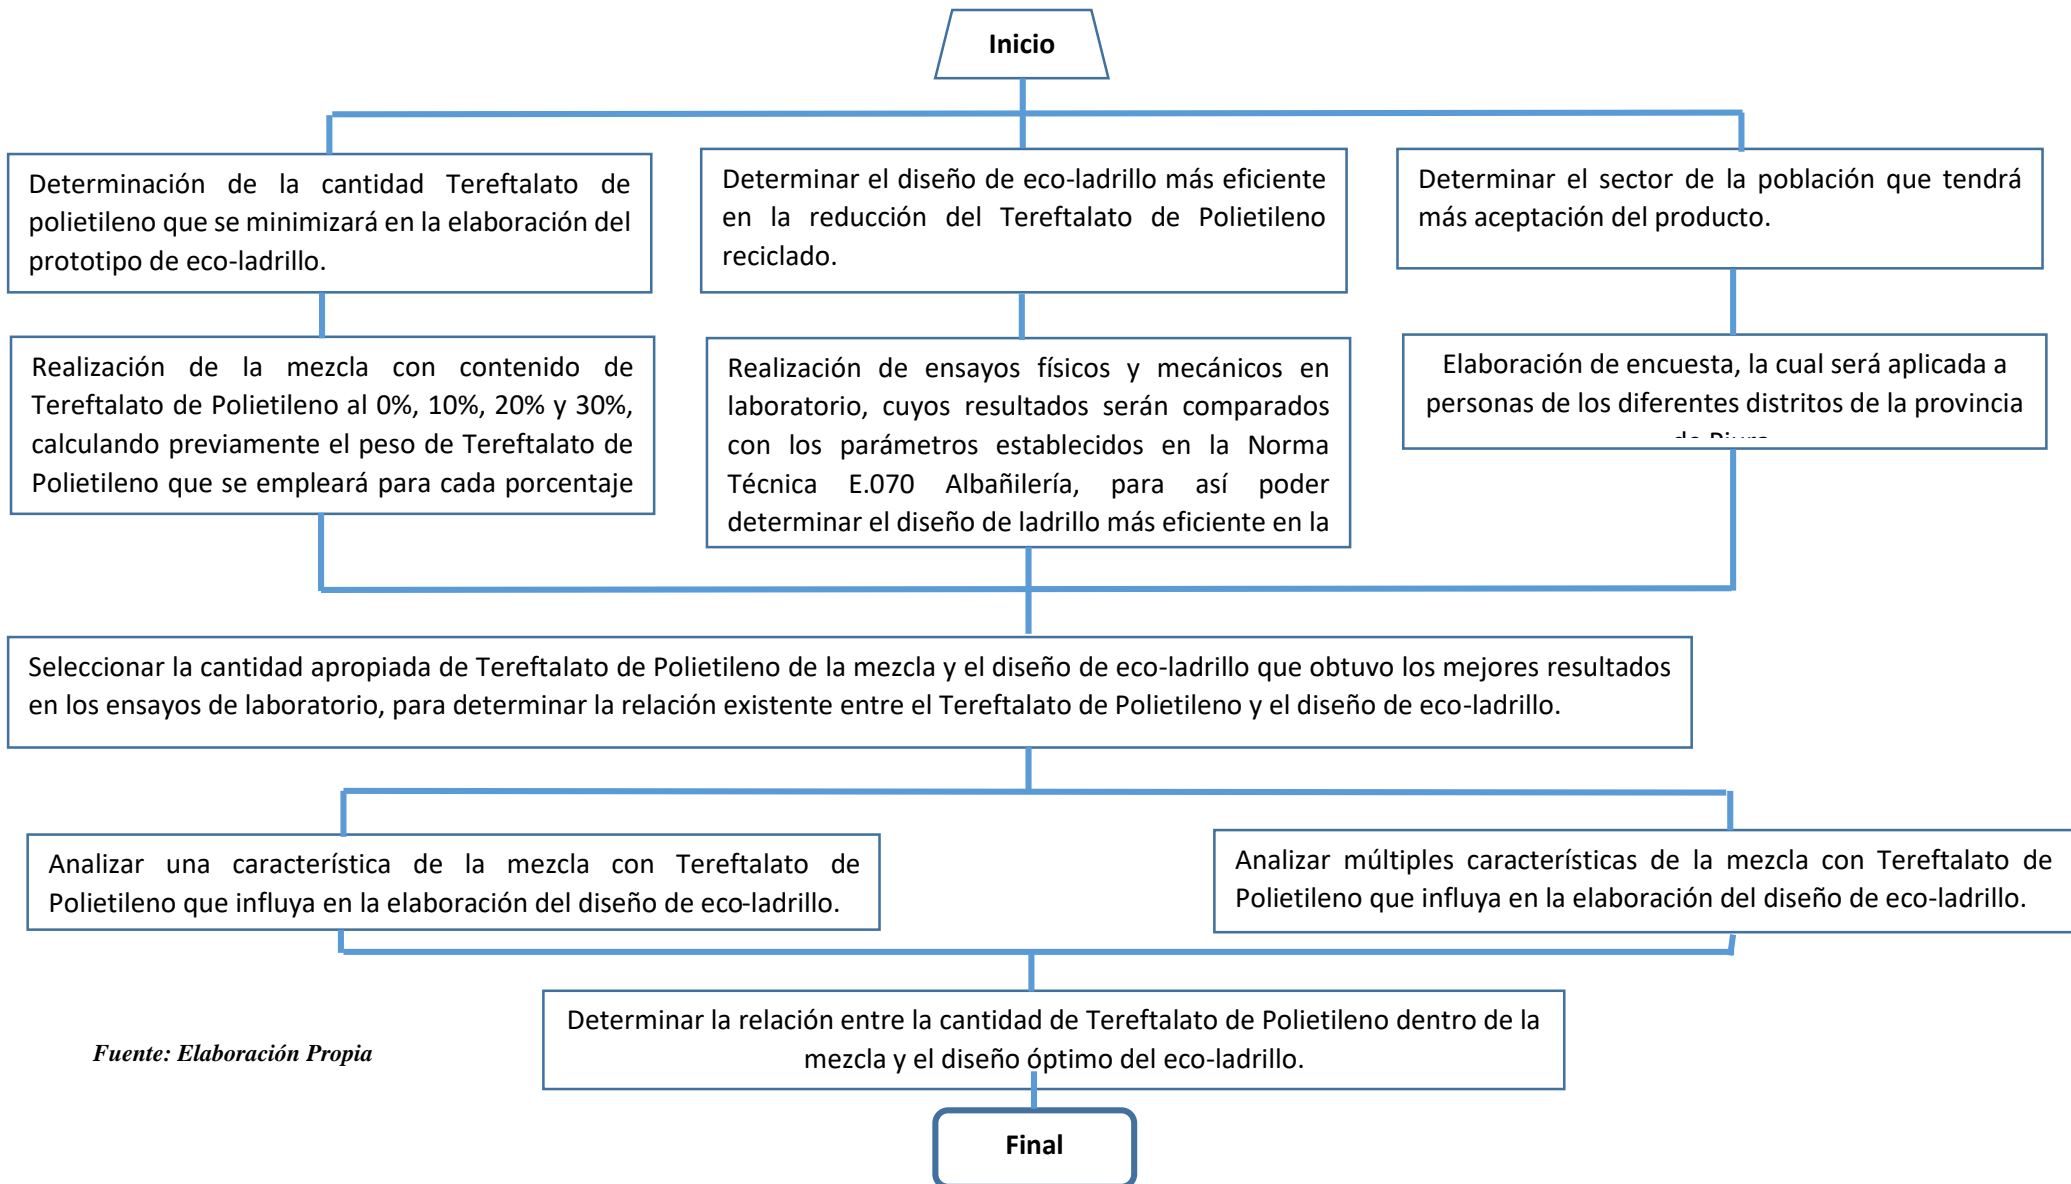 Inicio
Determinación de la cantidad Tereftalato de
polietileno que se minimizará en la elaboración del
prototipo de eco-ladrillo.
Determinar el diseño de eco-ladrillo más eficiente
en la reducción del Tereftalato de Polietileno
reciclado.
Determinar el sector de la población que tendrá
más aceptación del producto.
Realización de la mezcla con contenido de
Tereftalato de Polietileno al 0%, 10%, 20% y 30%,
calculando previamente el peso de Tereftalato de
Polietileno que se empleará para cada porcentaje
Realización de ensayos físicos y mecánicos en
laboratorio, cuyos resultados serán comparados
con los parámetros establecidos en la Norma
Técnica E.070 Albañilería, para así poder
determinar el diseño de ladrillo más eficiente en la
Elaboración de encuesta, la cual será aplicada a
personas de los diferentes distritos de la provincia
de Piura
Seleccionar la cantidad apropiada de Tereftalato de Polietileno de la mezcla y el diseño de eco-ladrillo que obtuvo los mejores resultados
en los ensayos de laboratorio, para determinar la relación existente entre el Tereftalato de Polietileno y el diseño de eco-ladrillo.
Analizar una característica de la mezcla con Tereftalato de
Polietileno que influya en la elaboración del diseño de eco-ladrillo.
Analizar múltiples características de la mezcla con Tereftalato de
Polietileno que influya en la elaboración del diseño de eco-ladrillo.
Determinar la relación entre la cantidad de Tereftalato de Polietileno dentro de la
mezcla y el diseño óptimo del eco-ladrillo.
Fuente: Elaboración Propia
Final